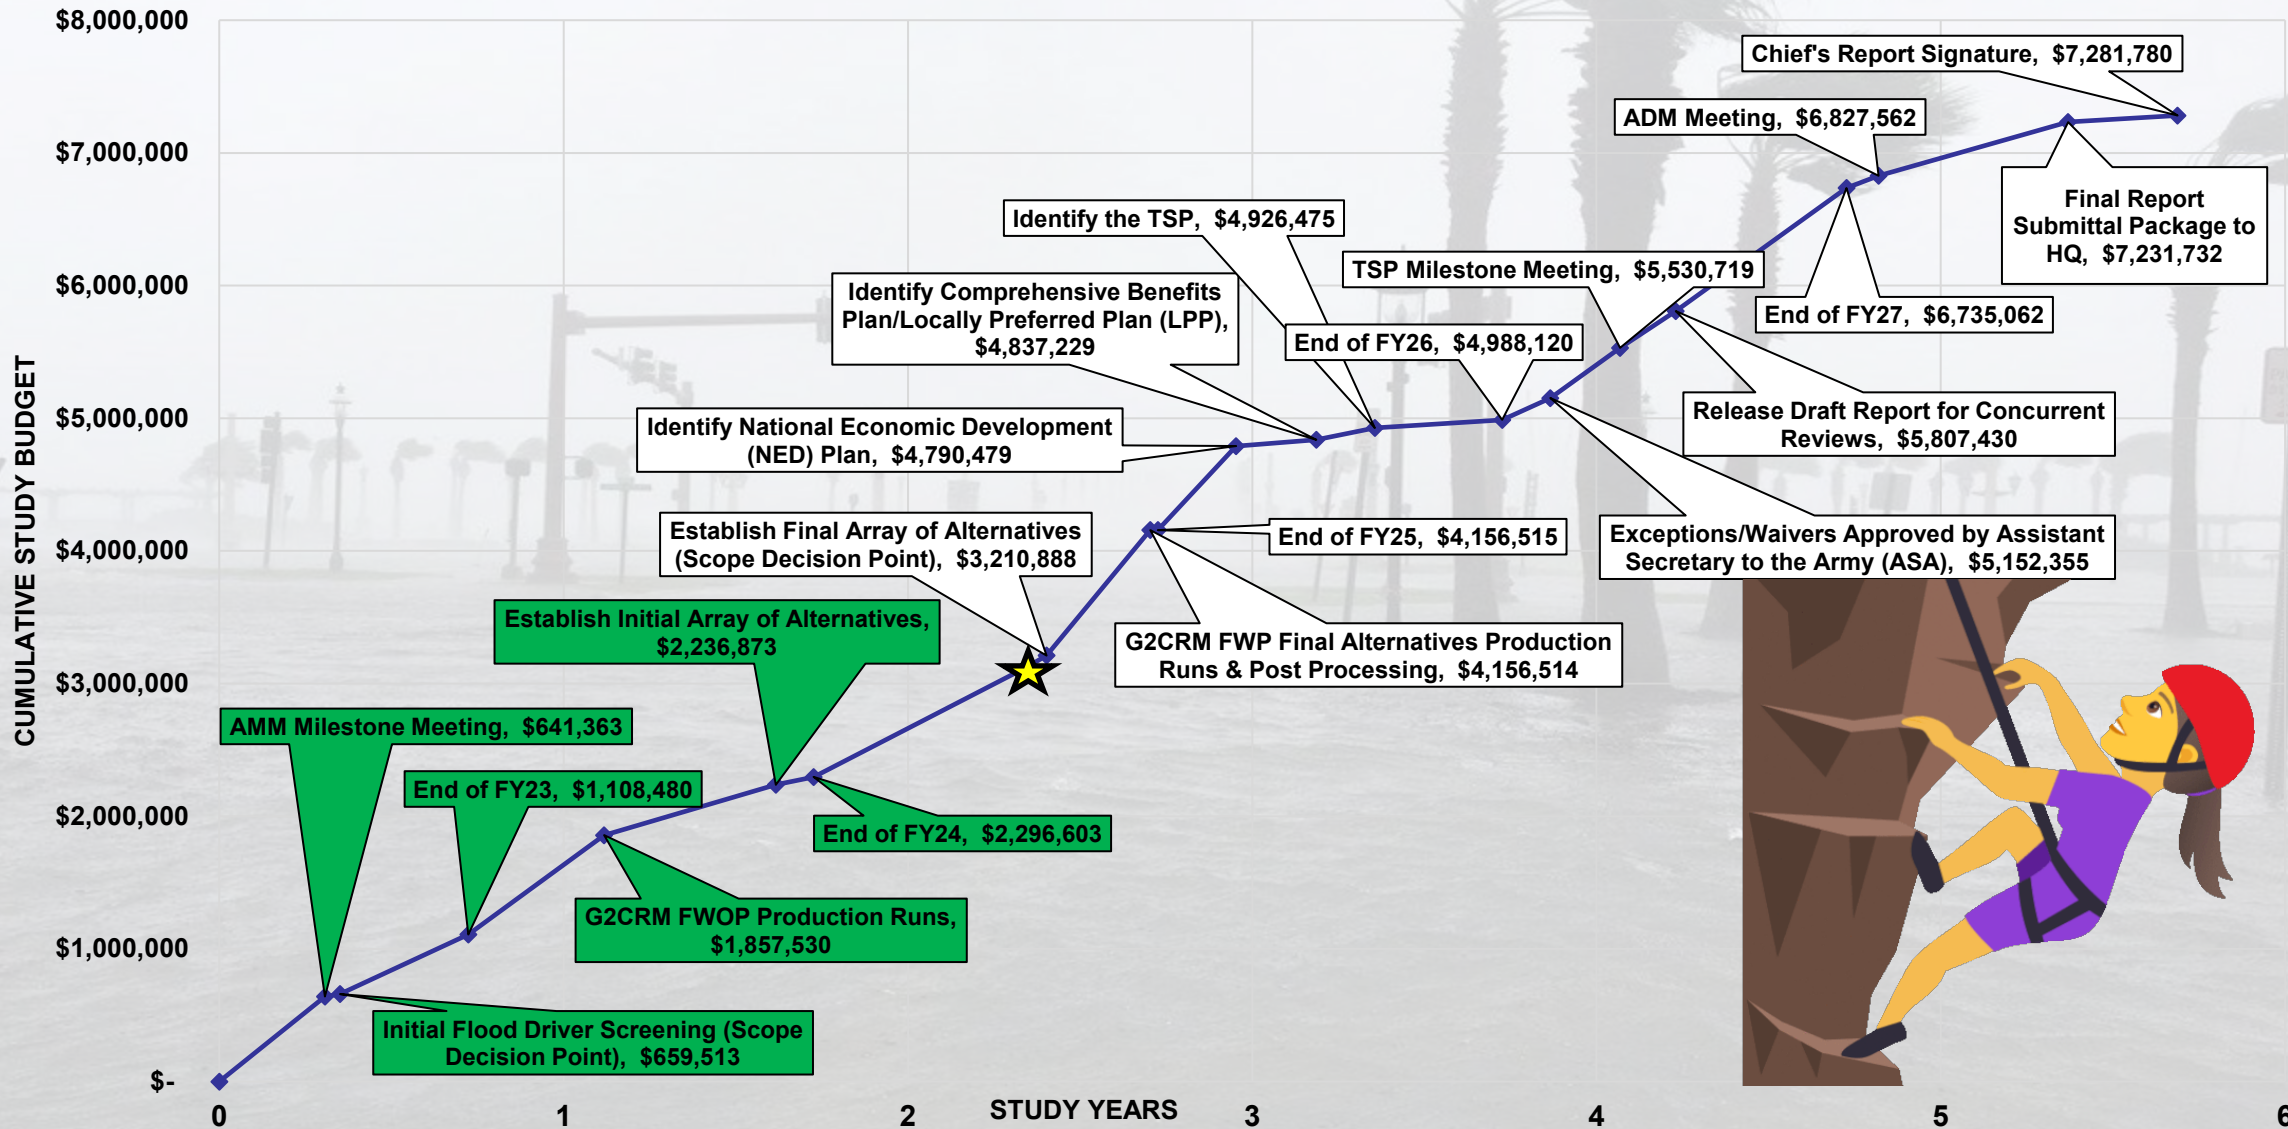 $8,000,000
$7,000,000
$6,000,000
$5,000,000
$4,000,000
$3,000,000
$2,000,000
$1,000,000
$-
CUMULATIVE STUDY BUDGET
0
1
2
3
4
5
6
STUDY YEARS
AMM Milestone Meeting, $641,363
Initial Flood Driver Screening (Scope
Decision Point), $659,513
End of FY23, $1,108,480
G2CRM FWOP Production Runs,
$1,857,530
Establish Initial Array of Alternatives,
$2,236,873
End of FY24, $2,296,603
Establish Final Array of Alternatives
(Scope Decision Point), $3,210,888
G2CRM FWP Final Alternatives Production
Runs & Post Processing, $4,156,514
End of FY25, $4,156,515
Identify National Economic Development
(NED) Plan, $4,790,479
Identify Comprehensive Benefits
Plan/Locally Preferred Plan (LPP),
$4,837,229
Identify the TSP, $4,926,475
End of FY26, $4,988,120
Exceptions/Waivers Approved by Assistant
Secretary to the Army (ASA), $5,152,355
TSP Milestone Meeting, $5,530,719
Release Draft Report for Concurrent
Reviews, $5,807,430
End of FY27, $6,735,062
ADM Meeting, $6,827,562
Final Report
Submittal Package to
HQ, $7,231,732
Chief's Report Signature, $7,281,780